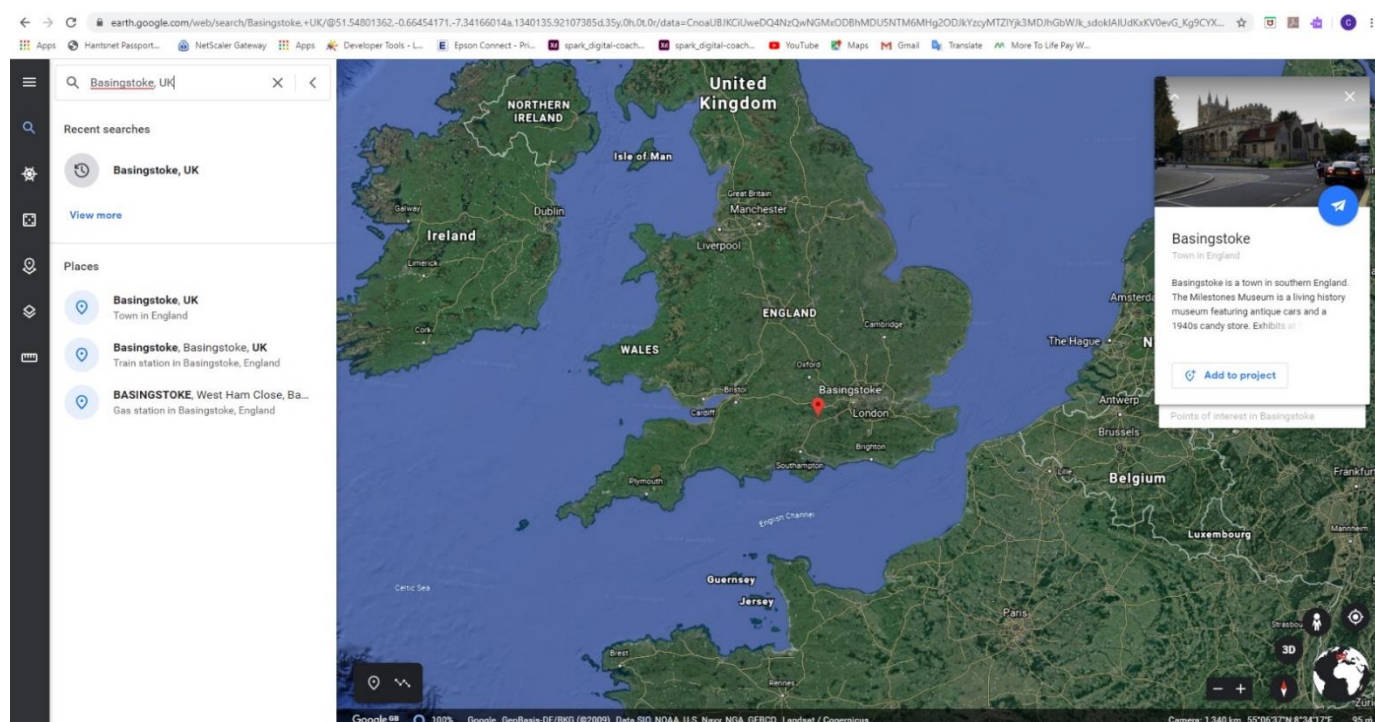 earth.google.com/web/search/Basingstoke,+UK/@51.54801362,-0.66454171,-7.34166014a,1340135.92107385d,35y,0h,0t,0r/
Apps
Hantsnet Passport...
NetScaler Gateway
Apps
Developer Tools - L...
Epson Connect - Pri...
spark_digital-coach...
spark_digital-coach...
YouTube
Maps
Gmail
Translate
More To Life Pay W...
Basingstoke, UK
Recent searches
Basingstoke, UK
View more
Places
Basingstoke, UK
Town in England
Basingstoke, Basingstoke, UK
Train station in Basingstoke, England
BASINGSTOKE, West Ham Close, Ba...
Gas station in Basingstoke, England
United
Kingdom
NORTHERN
IRELAND
Isle of Man
Great Britain
Manchester
Galway
Dublin
Ireland
Liverpool
Limerick
Cork
ENGLAND
Cambridge
WALES
Oxford
Bristol
Basingstoke
Cardiff
London
Brighton
Southampton
Plymouth
English Channel
Celtic Sea
Guernsey
Jersey
Brest
Rennes
Paris
Amsterda
The Hague
N
Antwerp
Brussels
Lille
Belgium
Frankfur
Luxembourg
Mannheim
Strasbou
Züri
Basingstoke
Town in England
Basingstoke is a town in southern England.
The Milestones Museum is a living history
museum featuring antique cars and a
1940s candy store. Exhibits
Add to project
Points of interest in Basingstoke
3D
Google GB
100%
Google, GeoBasis-DE/BKG (©2009), Data SIO, NOAA, U.S. Navy, NGA, GEBCO, Landsat / Copernicus
Camera: 1,340 km 55°06'37"N 8°34'17"E 95 m